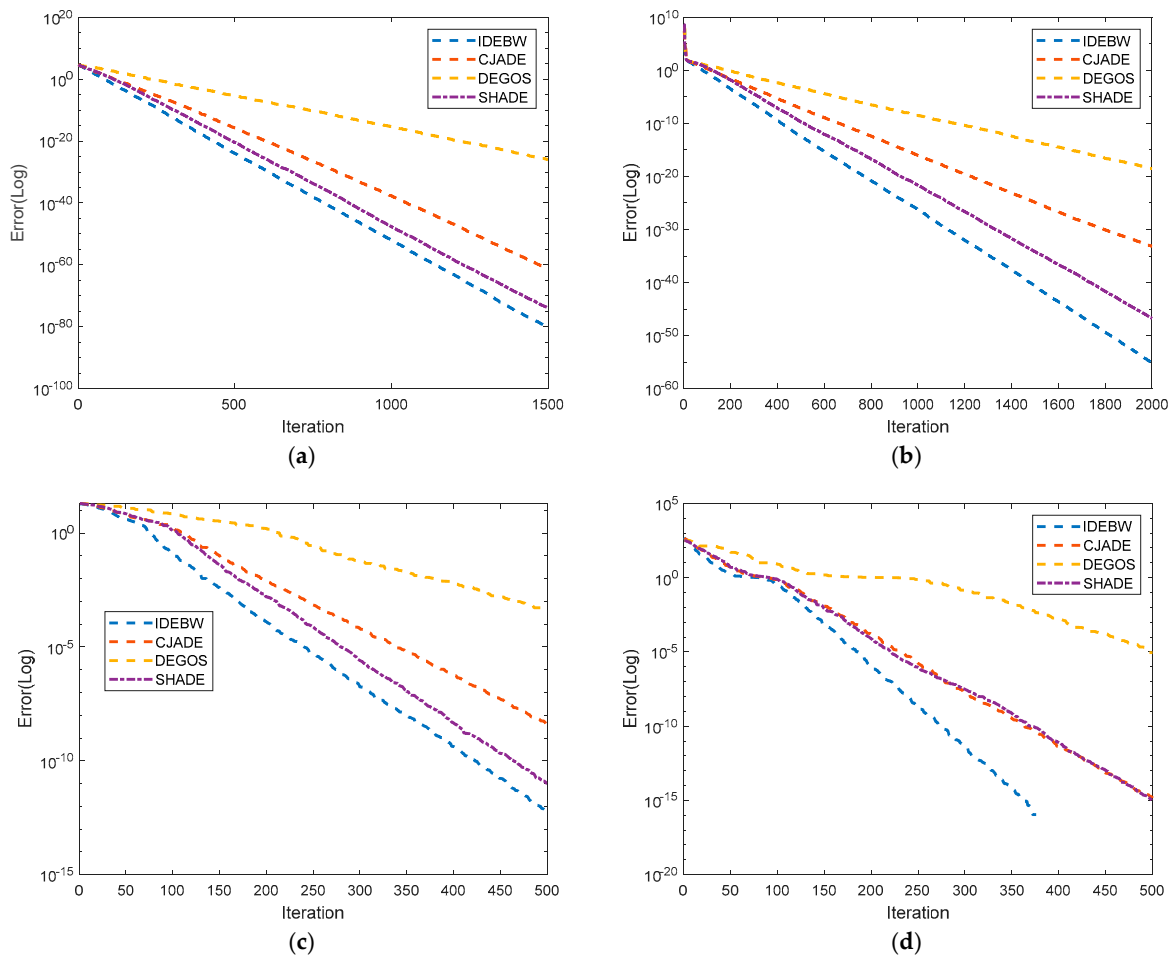 10^20
10^0
10^-20
10^-40
10^-60
10^-80
10^-100
Error(Log)
0
500
1000
1500
Iteration
IDEBW
CJADE
DEGOS
SHADE
(a)
10^10
10^0
10^-10
10^-20
10^-30
10^-40
10^-50
10^-60
Error(Log)
0 200 400 600 800 1000 1200 1400 1600 1800 2000
Iteration
IDEBW
CJADE
DEGOS
SHADE
(b)
10^0
10^-5
10^-10
10^-15
Error(Log)
0 50 100 150 200 250 300 350 400 450 500
Iteration
IDEBW
CJADE
DEGOS
SHADE
(c)
10^5
10^0
10^-5
10^-10
10^-15
10^-20
Error(Log)
0 50 100 150 200 250 300 350 400 450 500
Iteration
IDEBW
CJADE
DEGOS
SHADE
(d)